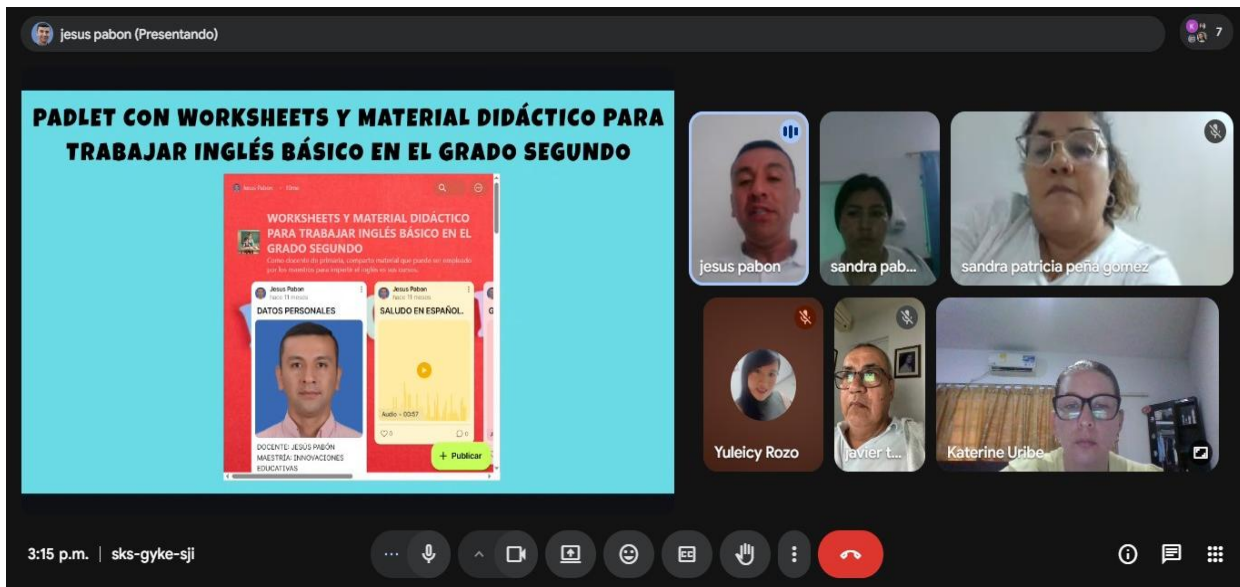 jesus pabon (Presentando)
7
PADLET CON WORKSHEETS Y MATERIAL DIDÁCTICO PARA
TRABAJAR INGLÉS BÁSICO EN EL GRADO SEGUNDO
Jesus Pabon
WORKSHEETS Y MATERIAL DIDÁCTICO
PARA TRABAJAR INGLÉS BÁSICO EN EL
GRADO SEGUNDO
Como docente de primaria, comparto material que puede ser empleado
por los maestros para impartir el inglés en sus cursos.
Jesus Pabon
hace 11 meses
DATOS PERSONALES
DOCENTE: JESÚS PABÓN
MAESTRÍA: INNOVACIONES
EDUCATIVAS
Jesus Pabon
hace 11 meses
SALUDO EN ESPAÑOL.
Audio - 00:57
0
0
+ Publicar
jesus pabon
sandra pab...
sandra patricia peña gomez
Yuleicy Rozo
javier t...
Katerine Uribe
3:15 p.m. | sks-gyke-sji